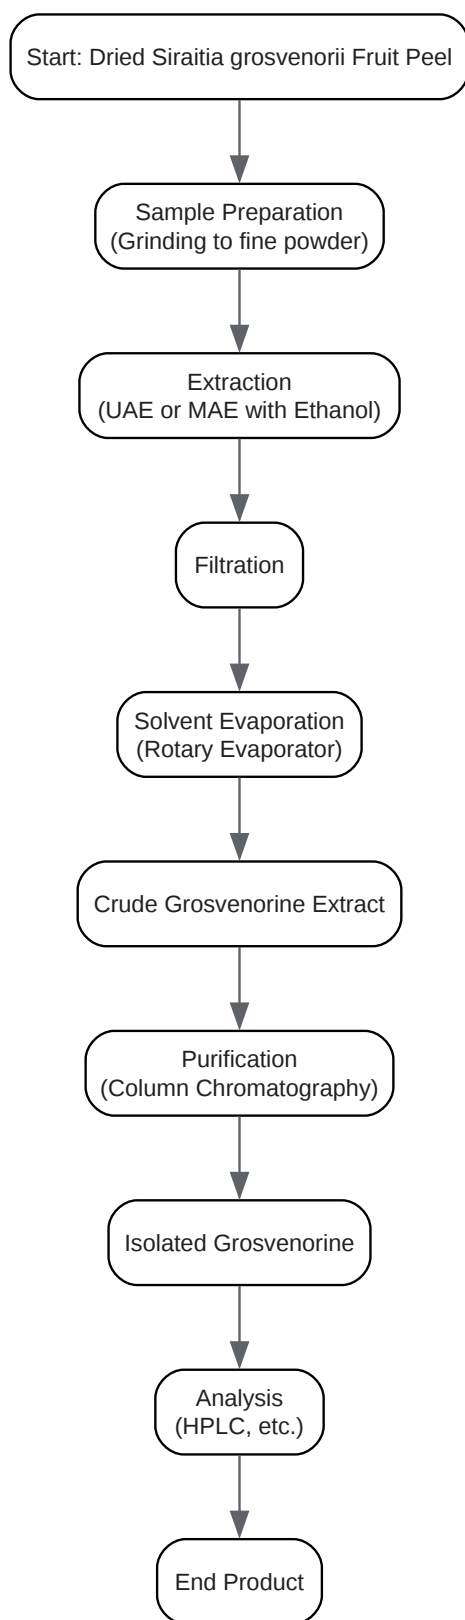 Start: Dried Siraitia grosvenorii Fruit Peel
Sample Preparation
(Grinding to fine powder)
Extraction
(UAE or MAE with Ethanol)
Filtration
Solvent Evaporation
(Rotary Evaporator)
Crude Grosvenorine Extract
Purification
(Column Chromatography)
Isolated Grosvenorine
Analysis
(HPLC, etc.)
End Product